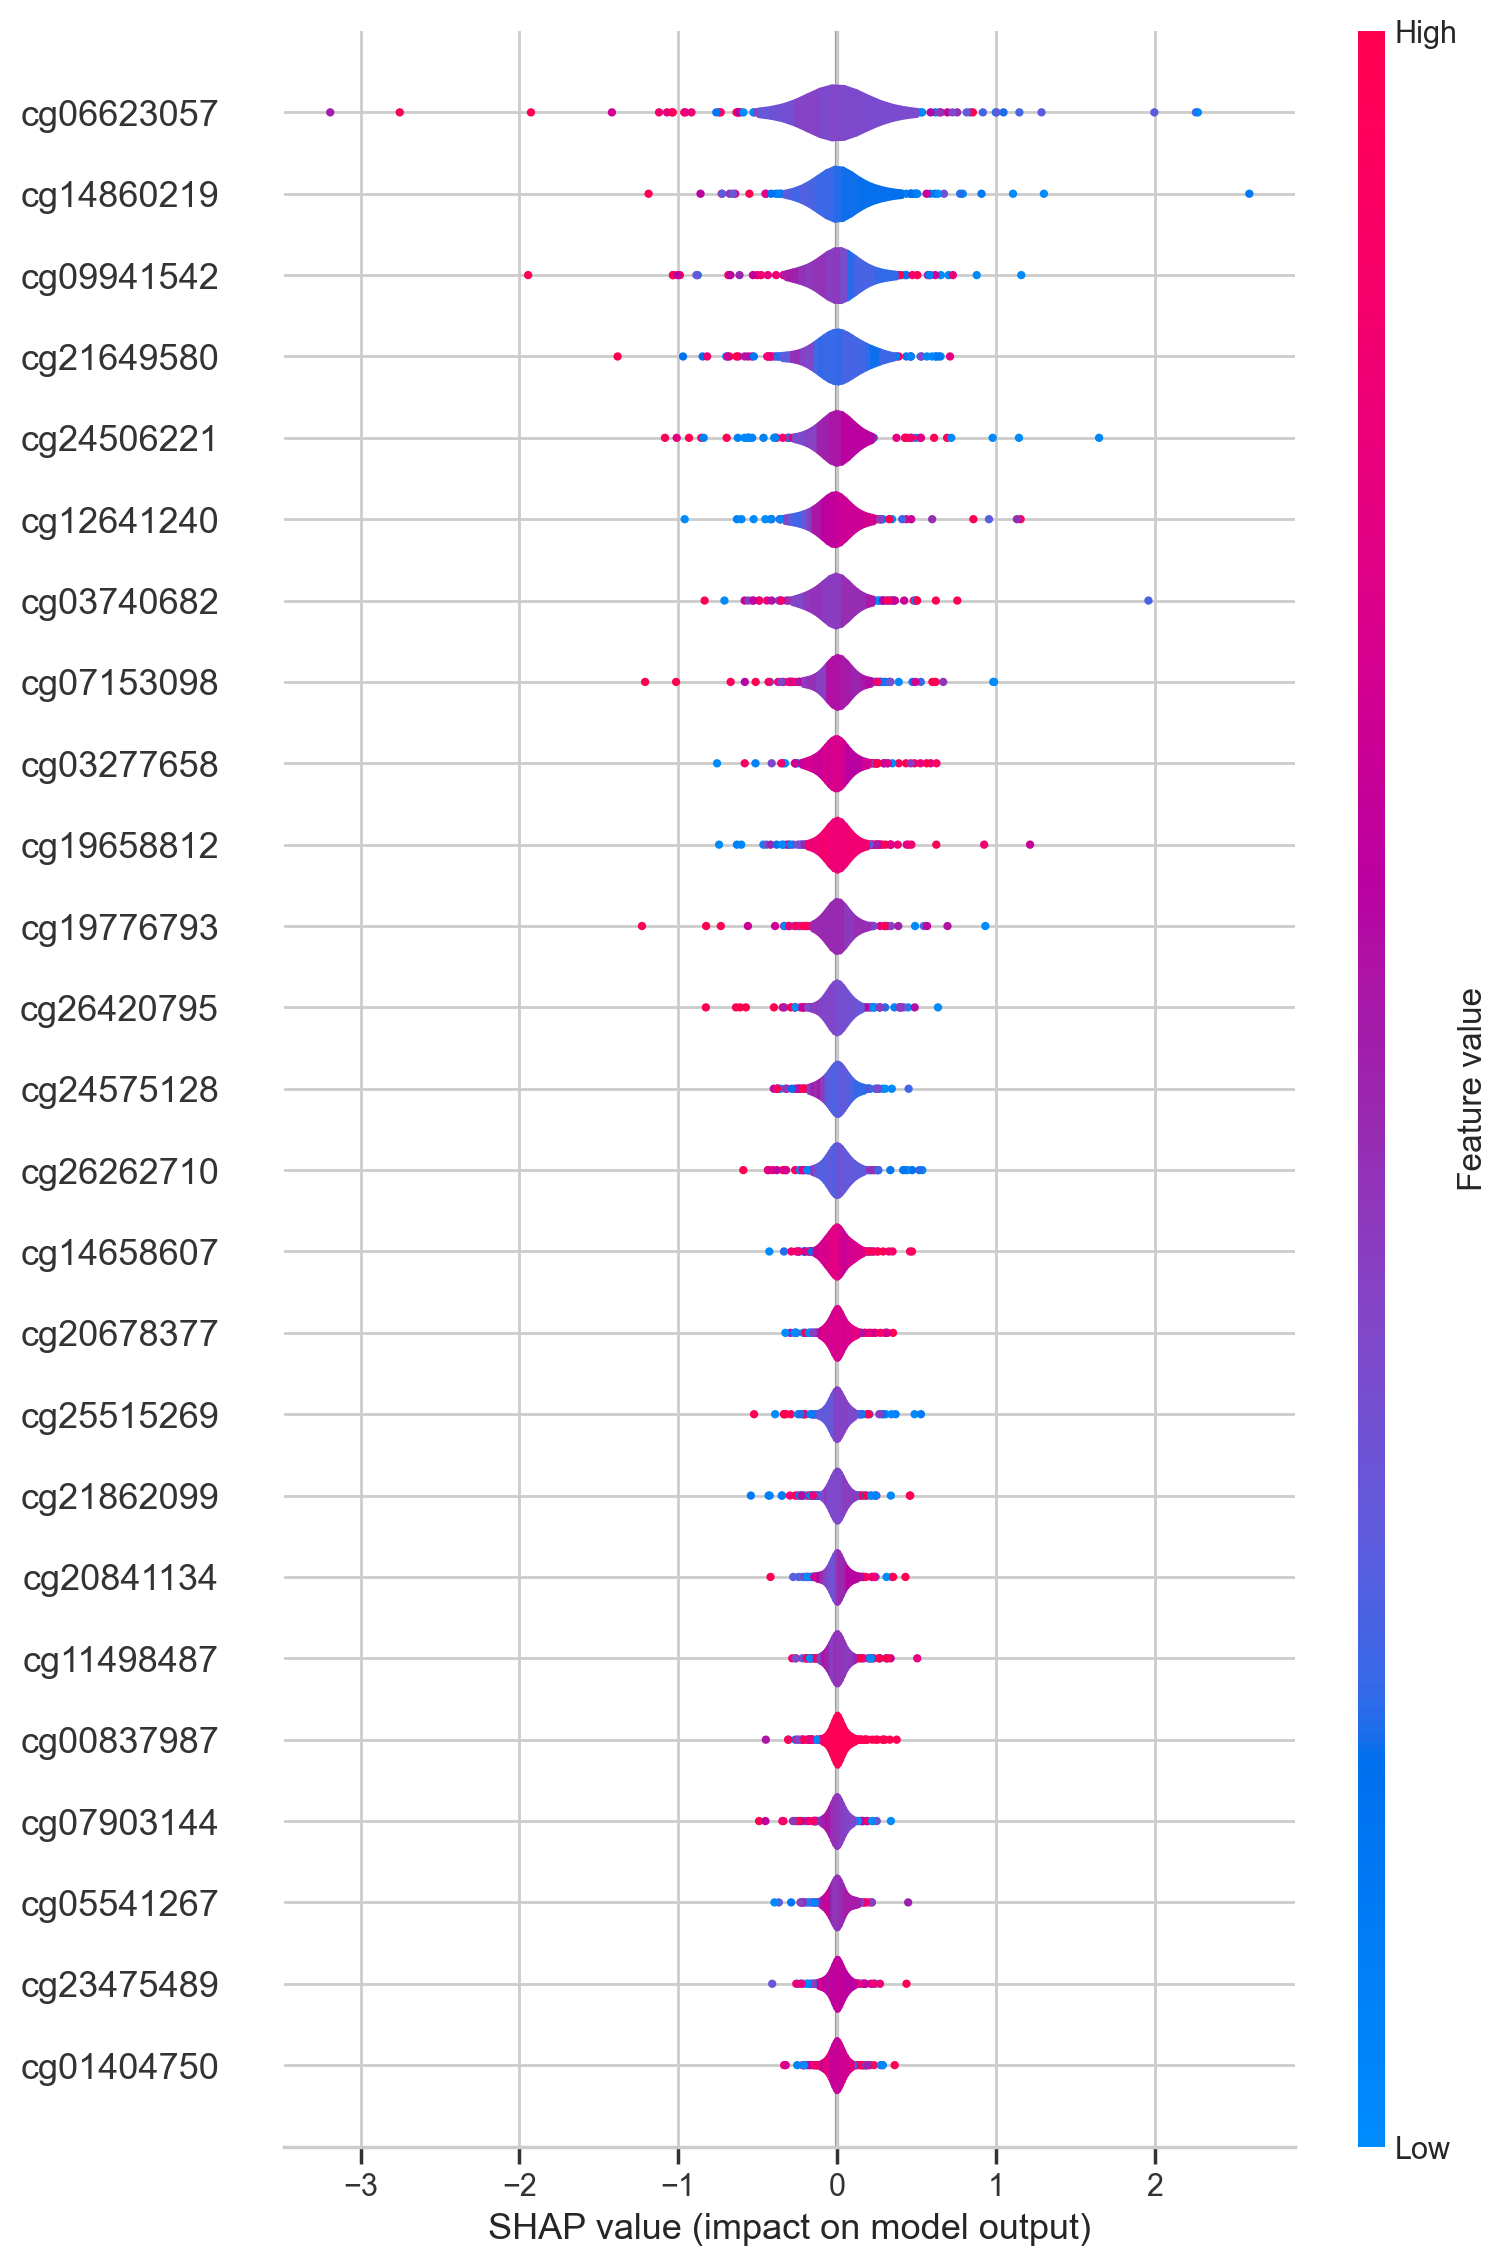 High
cg06623057
cg14860219
cg09941542
cg21649580
cg24506221
cg12641240
cg03740682
cg07153098
cg03277658
cg19658812
cg19776793
cg26420795
cg24575128
cg26262710
cg14658607
cg20678377
cg25515269
cg21862099
cg20841134
cg11498487
cg00837987
cg07903144
cg05541267
cg23475489
cg01404750
Feature value
Low
−3 −2 −1 0 1 2
SHAP value (impact on model output)